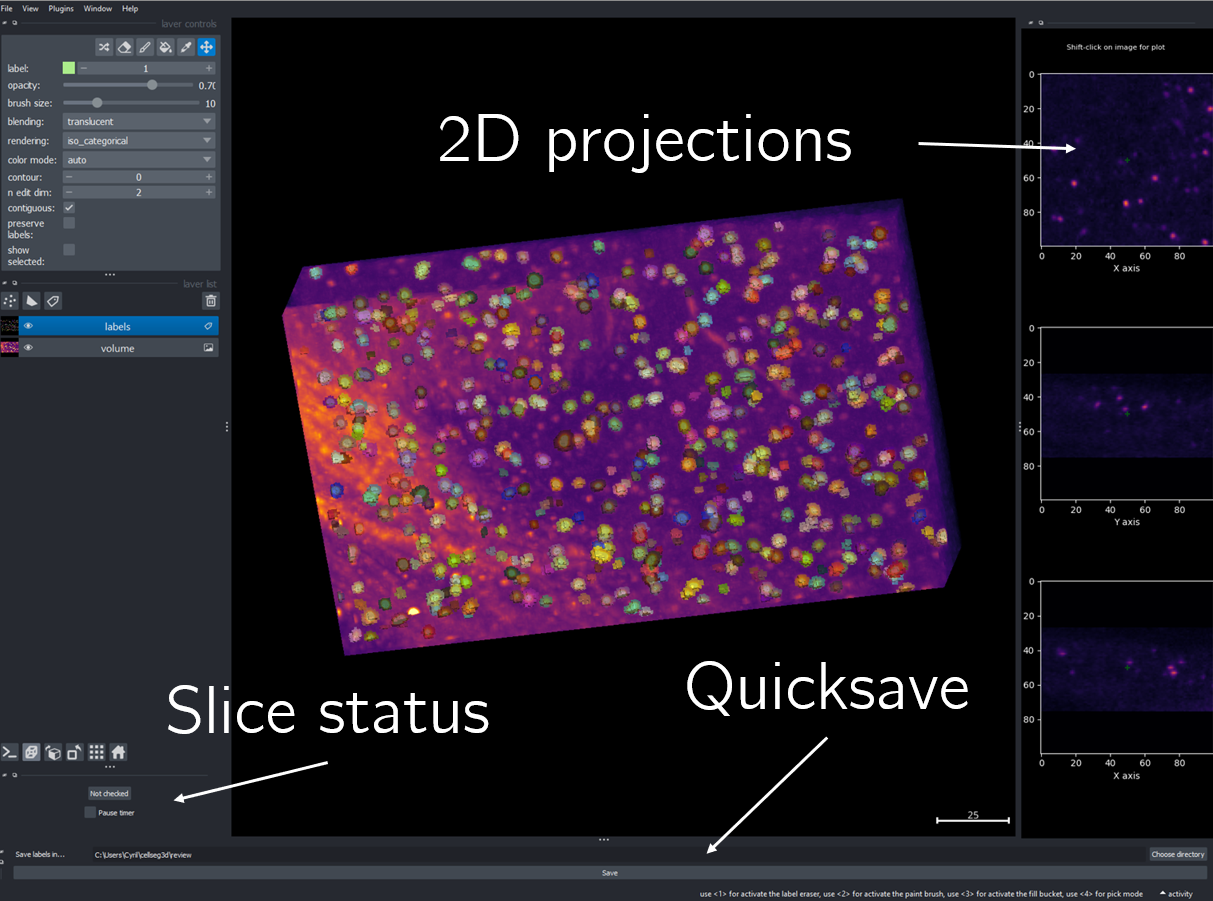 File View Plugins Window Help
layer controls
label: 1
opacity: 0.70
brush size: 10
blending: translucent
rendering: iso_categorical
color mode: auto
contour: 0
n edit dim: 2
contiguous:
preserve
labels:
show
selected:
layer list
labels
volume
Not checked
Pause timer
2D projections
Slice status
Quicksave
25
Shift-click on image for plot
0
20
40
60
80
0 20 40 60 80
X axis
0
20
40
60
80
0 20 40 60 80
Y axis
0
20
40
60
80
0 20 40 60 80
X axis
Save labels in... C:\Users\Cyril\cellseg3d\review Choose directory
Save
use <1> for activate the label eraser, use <2> for activate the paint brush, use <3> for activate the fill bucket, use <4> for pick mode activity